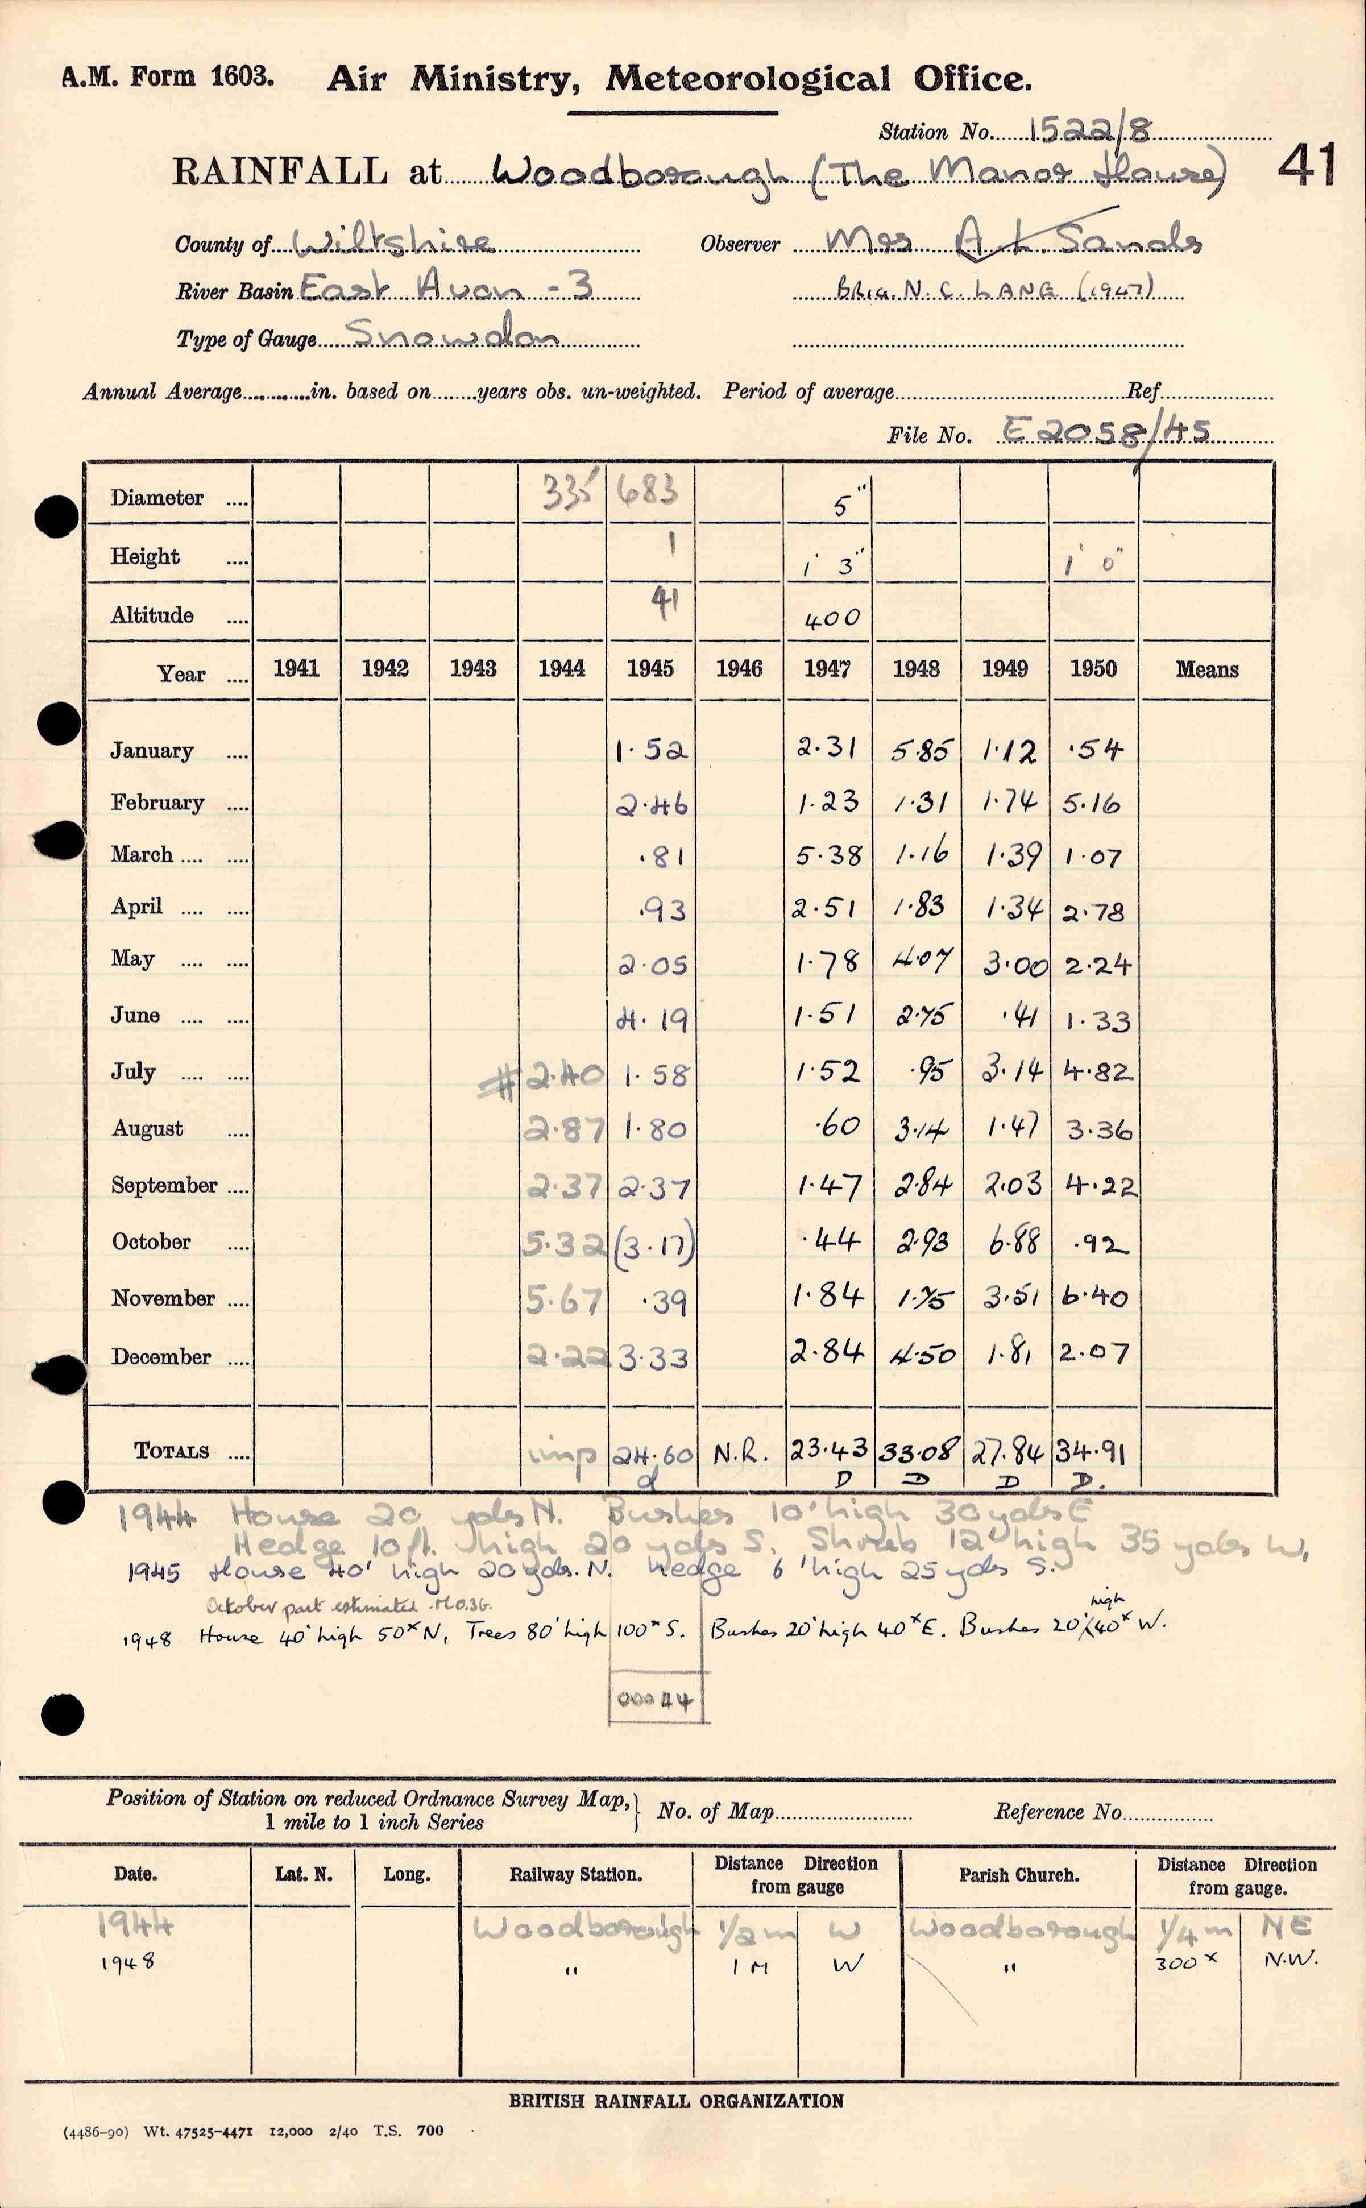 A.M. Form 1603. Air Ministry, Meteorological Office.
Station No. 1522/8
RAINFALL at Woodborough (The Manor House) 41
County of Wiltshire Observer Mrs A L Sands
River Basin East Avon - 3 BRIG. N. C. LANG (1947)
Type of Gauge Snowdon
Annual Average in. based on years obs. un-weighted. Period of average Ref
File No. E2058/45
Diameter .... 335 683 5"
Height .... 1 1' 3" 1' 0"
Altitude .... 41 400
Year .... 1941 1942 1943 1944 1945 1946 1947 1948 1949 1950 Means
January .... 1.52 2.31 5.85 1.12 .54
February .... 2.46 1.23 1.31 1.74 5.16
March .... .... .81 5.38 1.16 1.39 1.07
April .... .... .93 2.51 1.83 1.34 2.78
May .... .... 2.05 1.78 4.07 3.00 2.24
June .... .... 4.19 1.51 2.75 .41 1.33
July .... .... # 2.40 1.58 1.52 .95 3.14 4.82
August .... 2.87 1.80 .60 3.14 1.47 3.36
September .... 2.37 2.37 1.47 2.84 2.03 4.22
October .... 5.32 (3.17) .44 2.93 6.88 .92
November .... 5.67 .39 1.84 1.75 3.51 6.40
December .... 2.22 3.33 2.84 4.50 1.81 2.07
TOTALS .... imp 24.60 N.R. 23.43 33.08 27.84 34.91
d D D D D.
1944 House 20 yds N. Bushes 10' high 30 yds E
Hedge 10 ft. high 20 yds S. Shrub 12' high 35 yds W.
1945 House 40' high 20 yds. N. Hedge 6' high 25 yds S.
October part estimated. M.O.3G.
high
1948 House 40' high 50x N, Trees 80' high 100x S. Bushes 20' high 40x E. Bushes 20' 40x W.
00044
Position of Station on reduced Ordnance Survey Map, 1 mile to 1 inch Series } No. of Map Reference No.
Date. Lat. N. Long. Railway Station. Distance Direction from gauge Parish Church. Distance Direction from gauge.
1944 Woodborough 1/2 m W Woodborough 1/4 m NE
1948 " 1 M W " 300x N.W.
BRITISH RAINFALL ORGANIZATION
(4486-90) Wt. 47525-4471 12,000 2/40 T.S. 700